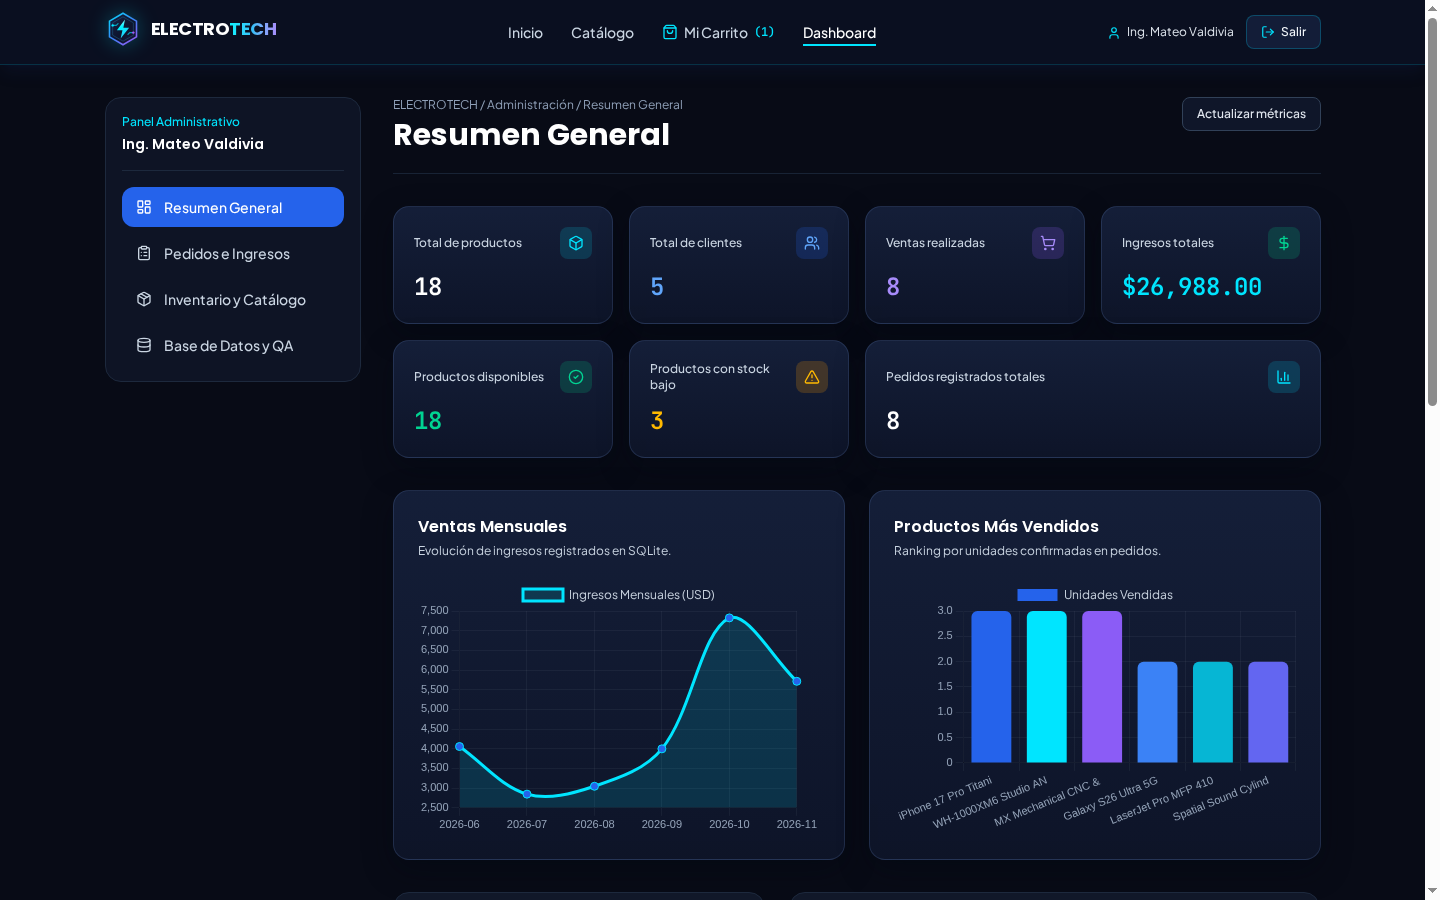 ELECTROTECH
Inicio
Catálogo
Mi Carrito (1)
Dashboard
Ing. Mateo Valdivia
Salir
Panel Administrativo
Ing. Mateo Valdivia
Resumen General
Pedidos e Ingresos
Inventario y Catálogo
Base de Datos y QA
ELECTROTECH / Administración / Resumen General
Resumen General
Actualizar métricas
Total de productos
18
Total de clientes
5
Ventas realizadas
8
Ingresos totales
$26,988.00
Productos disponibles
18
Productos con stock
bajo
3
Pedidos registrados totales
8
Ventas Mensuales
Evolución de ingresos registrados en SQLite.
Ingresos Mensuales (USD)
7,500
7,000
6,500
6,000
5,500
5,000
4,500
4,000
3,500
3,000
2,500
2026-06
2026-07
2026-08
2026-09
2026-10
2026-11
Productos Más Vendidos
Ranking por unidades confirmadas en pedidos.
Unidades Vendidas
3.0
2.5
2.0
1.5
1.0
0.5
0
iPhone 17 Pro Titani
WH-1000XM6 Studio AN
MX Mechanical CNC &
Galaxy S26 Ultra 5G
LaserJet Pro MFP 410
Spatial Sound Cylind